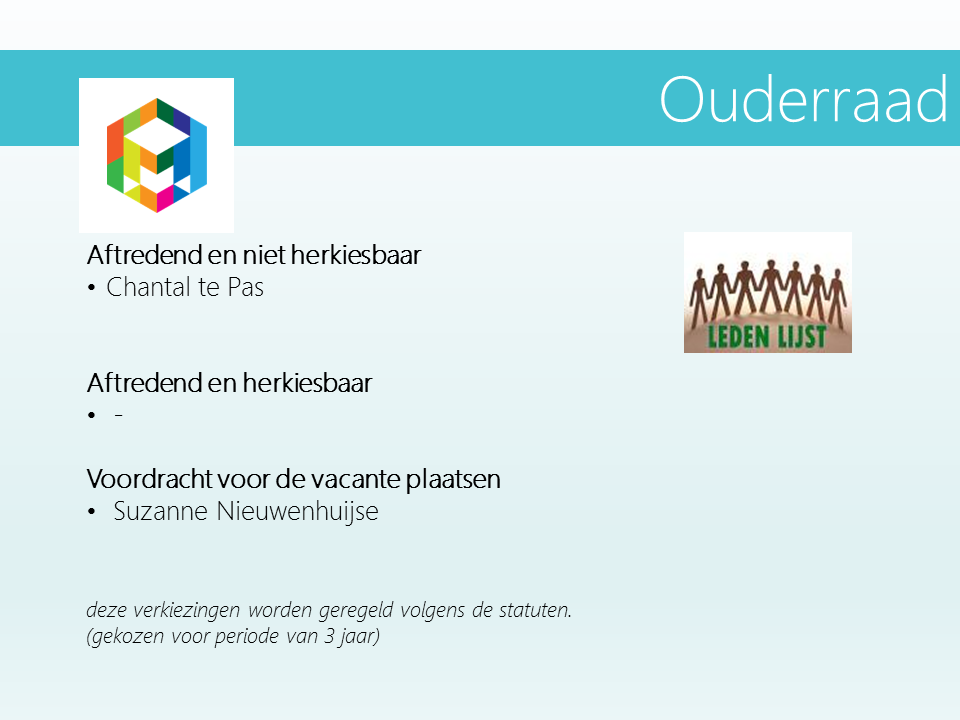 Ouderraad
Aftredend en niet herkiesbaar
• Chantal te Pas
LEDEN LIJST
Aftredend en herkiesbaar
• -
Voordracht voor de vacante plaatsen
• Suzanne Nieuwenhuijse
deze verkiezingen worden geregeld volgens de statuten.
(gekozen voor periode van 3 jaar)